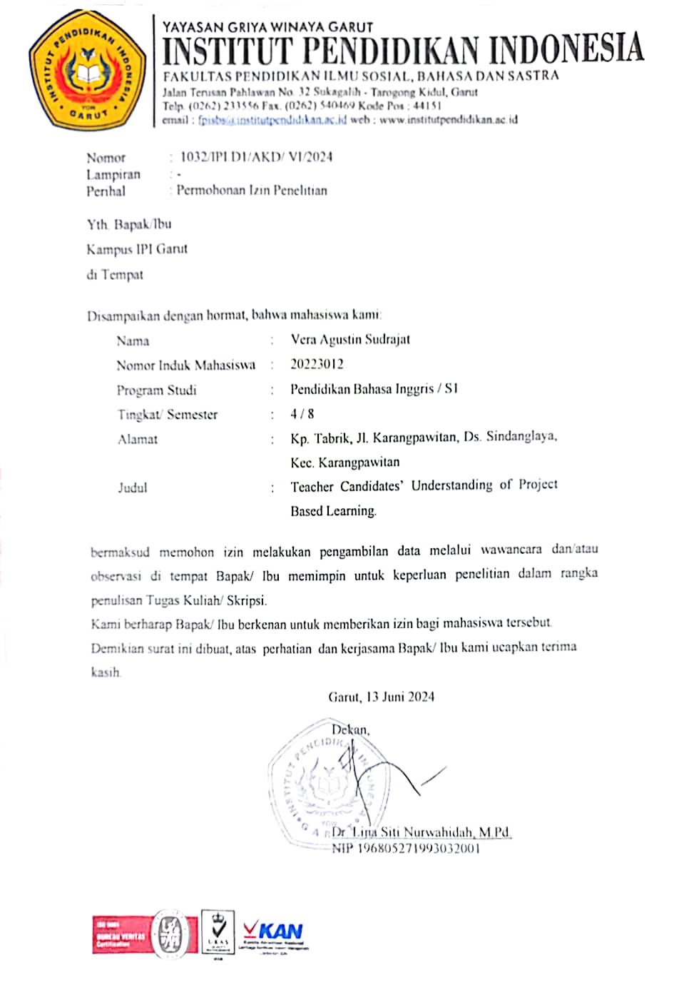 YAYASAN GRIYA WINAYA GARUT
INSTITUT PENDIDIKAN INDONESIA
FAKULTAS PENDIDIKAN ILMU SOSIAL, BAHASA DAN SASTRA
Jalan Terusan Pahlawan No. 32 Sukagalih - Tarogong Kidul, Garut
Telp. (0262) 233556 Fax. (0262) 540469 Kode Pos : 44151
email : fpisbs@institutpendidikan.ac.id web : www.institutpendidikan.ac.id
INSTITUT PENDIDIKAN INDONESIA
YGW
GARUT
Nomor : 1032/IPI D1/AKD/ VI/2024
Lampiran : -
Perihal : Permohonan Izin Penelitian
Yth. Bapak/Ibu
Kampus IPI Garut
di Tempat
Disampaikan dengan hormat, bahwa mahasiswa kami:
Nama : Vera Agustin Sudrajat
Nomor Induk Mahasiswa : 20223012
Program Studi : Pendidikan Bahasa Inggris / S1
Tingkat/ Semester : 4 / 8
Alamat : Kp. Tabrik, Jl. Karangpawitan, Ds. Sindanglaya,
Kec. Karangpawitan
Judul : Teacher Candidates’ Understanding of Project
Based Learning.
bermaksud memohon izin melakukan pengambilan data melalui wawancara dan/atau
observasi di tempat Bapak/ Ibu memimpin untuk keperluan penelitian dalam rangka
penulisan Tugas Kuliah/ Skripsi.
Kami berharap Bapak/ Ibu berkenan untuk memberikan izin bagi mahasiswa tersebut.
Demikian surat ini dibuat, atas perhatian dan kerjasama Bapak/ Ibu kami ucapkan terima
kasih.
Garut, 13 Juni 2024
Dekan,
INSTITUT PENDIDIKAN INDONESIA
YGW
GARUT
Dr. Lina Siti Nurwahidah, M.Pd.
NIP 196805271993032001
ISO 9001
BUREAU VERITAS
Certification
UKAS
KAN
Komite Akreditasi Nasional